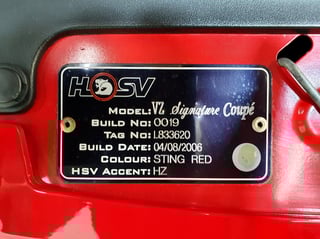 HSV
MODEL: VZ Signature Coupé
BUILD NO: 0019
TAG NO: L833620
BUILD DATE: 04/08/2006
COLOUR: STING RED
HSV ACCENT: HZ